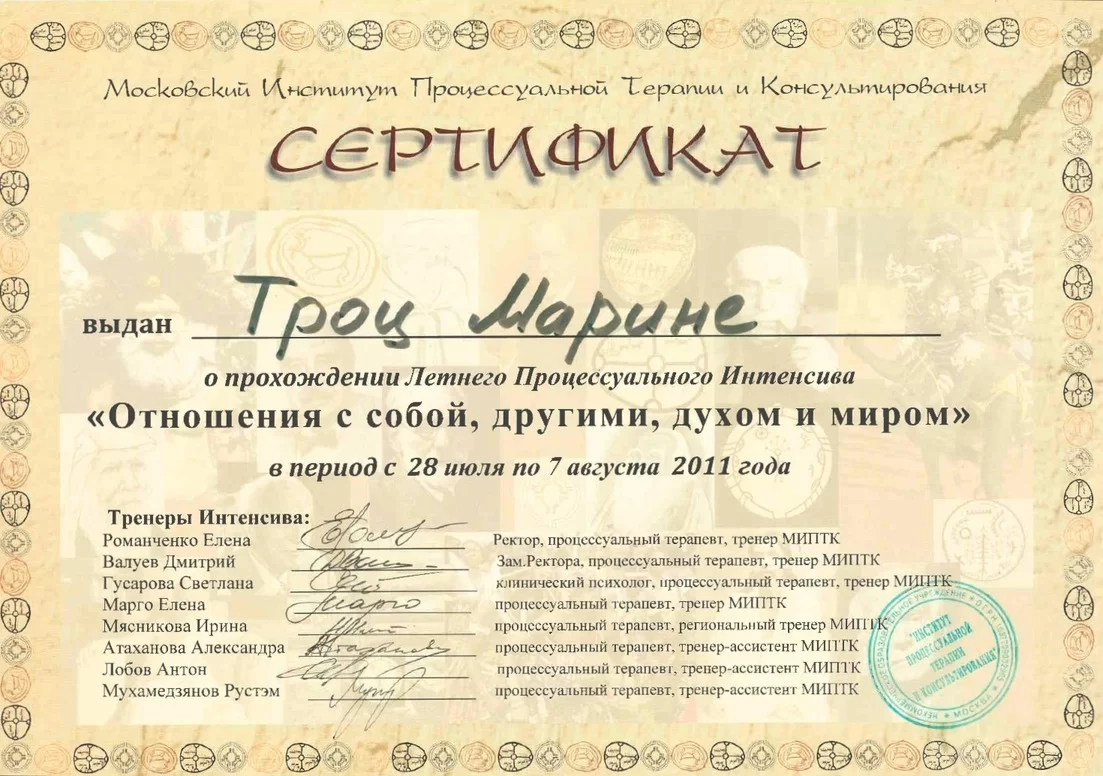 Московский Институт Процессуальной Терапии и Консультирования
СЕРТИФИКАТ
выдан Троц Марине
о прохождении Летнего Процессуального Интенсива
«Отношения с собой, другими, духом и миром»
в период с 28 июля по 7 августа 2011 года
Тренеры Интенсива:
Романченко Елена Ректор, процессуальный терапевт, тренер МИПТК
Валуев Дмитрий Зам.Ректора, процессуальный терапевт, тренер МИПТК
Гусарова Светлана клинический психолог, процессуальный терапевт, тренер МИПТК
Марго Елена Марго процессуальный терапевт, тренер МИПТК
Мясникова Ирина процессуальный терапевт, региональный тренер МИПТК
Атаханова Александра процессуальный терапевт, тренер-ассистент МИПТК
Лобов Антон процессуальный терапевт, тренер-ассистент МИПТК
Мухамедзянов Рустэм процессуальный терапевт, тренер-ассистент МИПТК
"ИНСТИТУТ
ПРОЦЕССУАЛЬНОЙ
ТЕРАПИИ
И КОНСУЛЬТИРОВАНИЯ"
МОСКВА